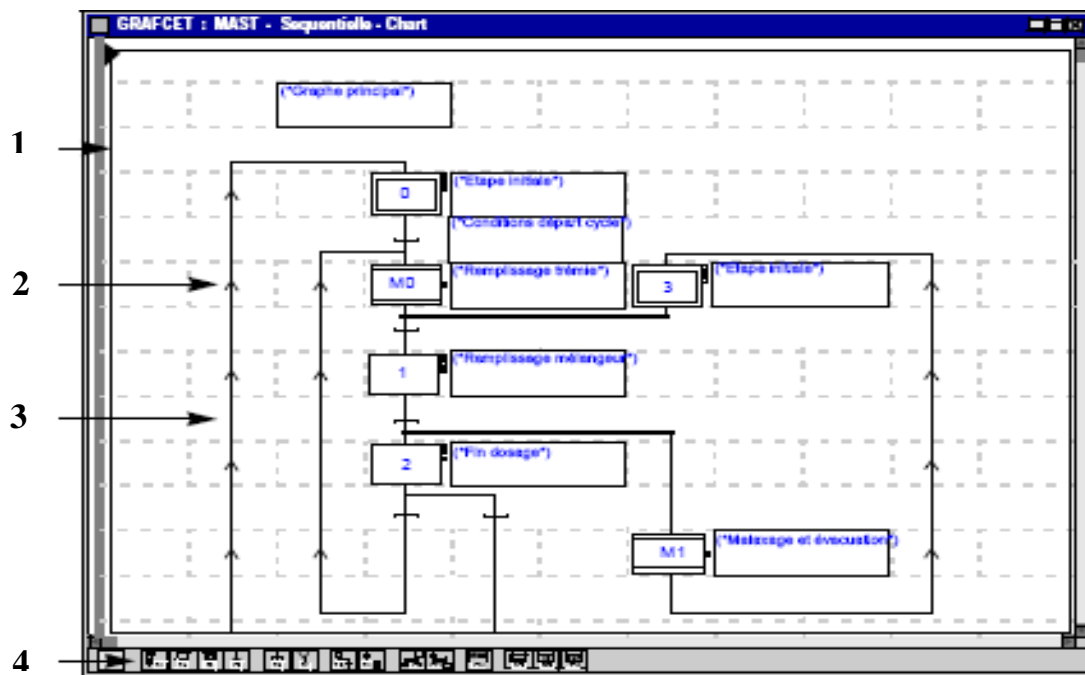 GRAFCET : MAST - Sequentielle - Chart
("Graphe principal")
1
0
("Etape initiale")
("Conditions départ cycle")
2
M0
("Remplissage trémie")
3
("Etape initiale")
1
("Remplissage mélangeur")
3
2
("Fin dosage")
M1
("Malaxage et évacuation")
4